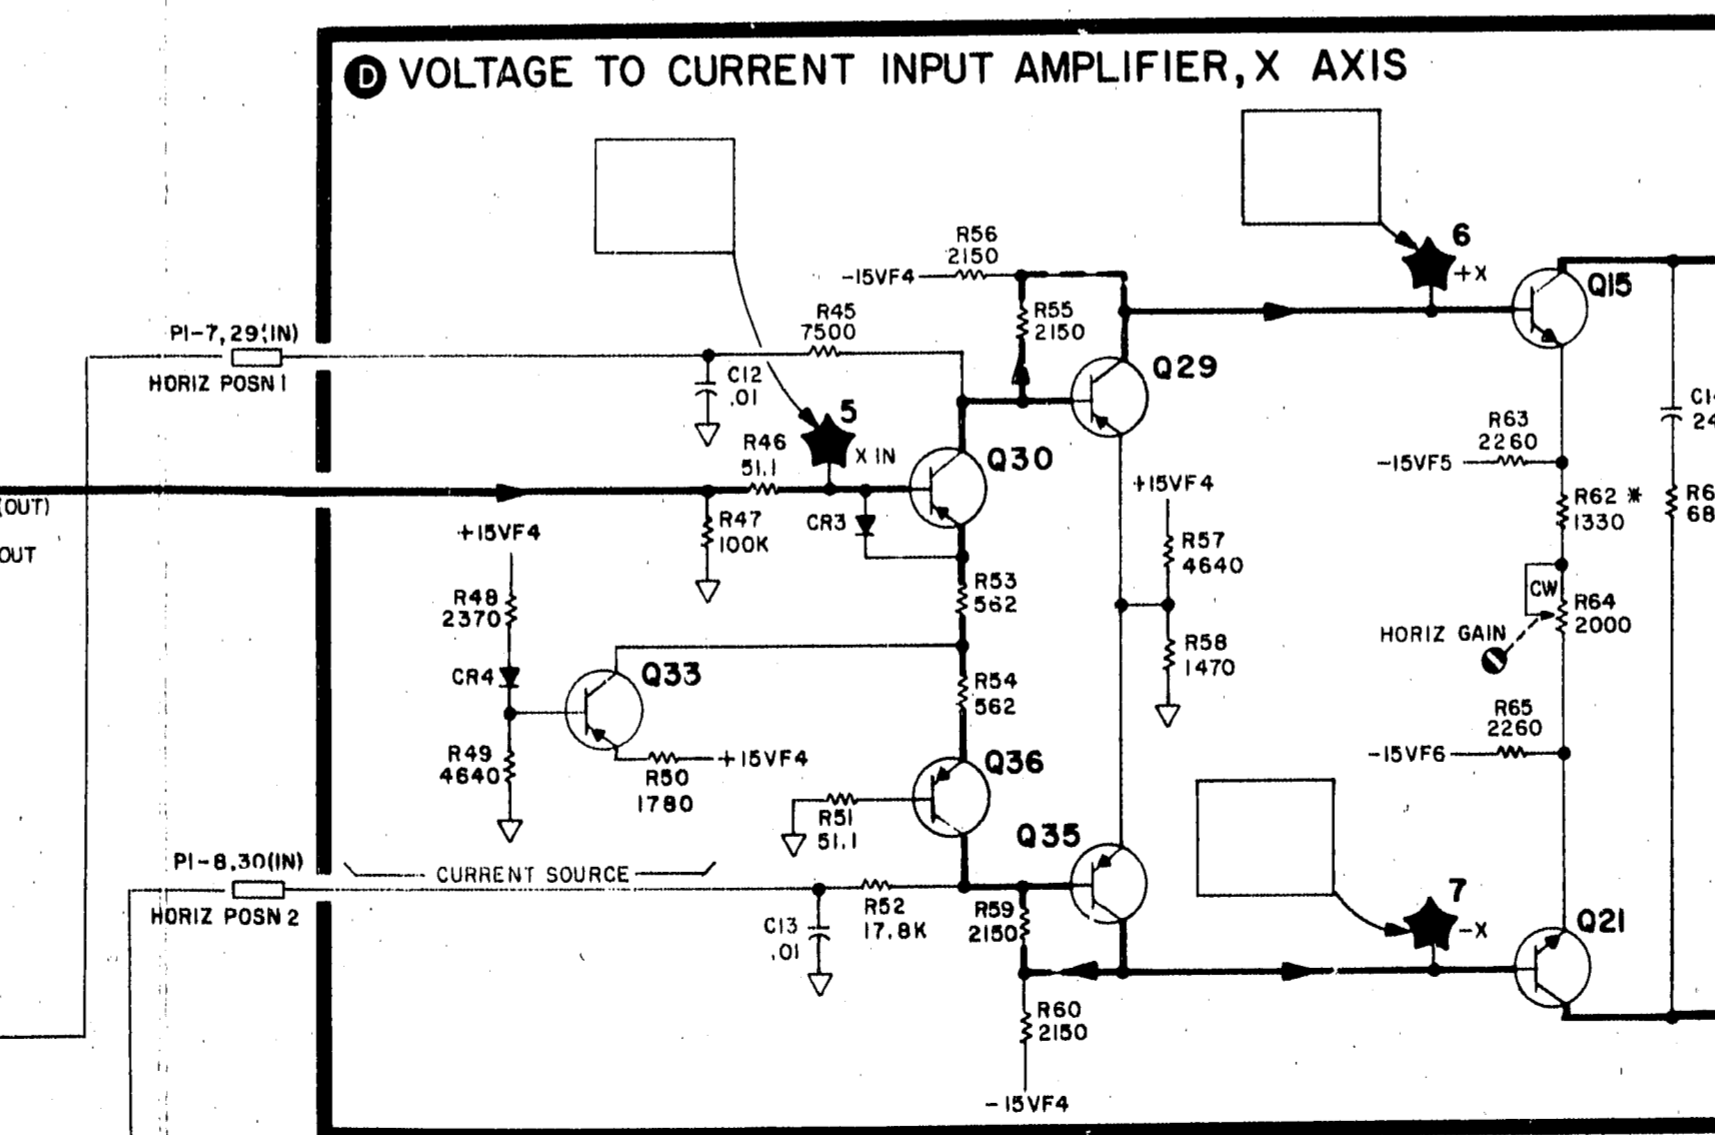 D VOLTAGE TO CURRENT INPUT AMPLIFIER, X AXIS
R56
2150
-15VF4
6
+X
Q15
R45
7500
R55
2150
P1-7,29(IN)
HORIZ POSN 1
C12
.01
Q29
5
X IN
R46
51.1
Q30
R63
2260
-15VF5
+15VF4
(OUT)
OUT
+15VF4
R47
100K
CR3
R57
4640
R62 *
1330
R48
2370
R53
562
CW
R64
2000
HORIZ GAIN
CR4
Q33
R54
562
R58
1470
R65
2260
-15VF6
R49
4640
R50
1780
+15VF4
Q36
R51
51.1
Q35
P1-8,30(IN)
HORIZ POSN 2
CURRENT SOURCE
C13
.01
R52
17.8K
R59
2150
7
-X
Q21
R60
2150
-15VF4